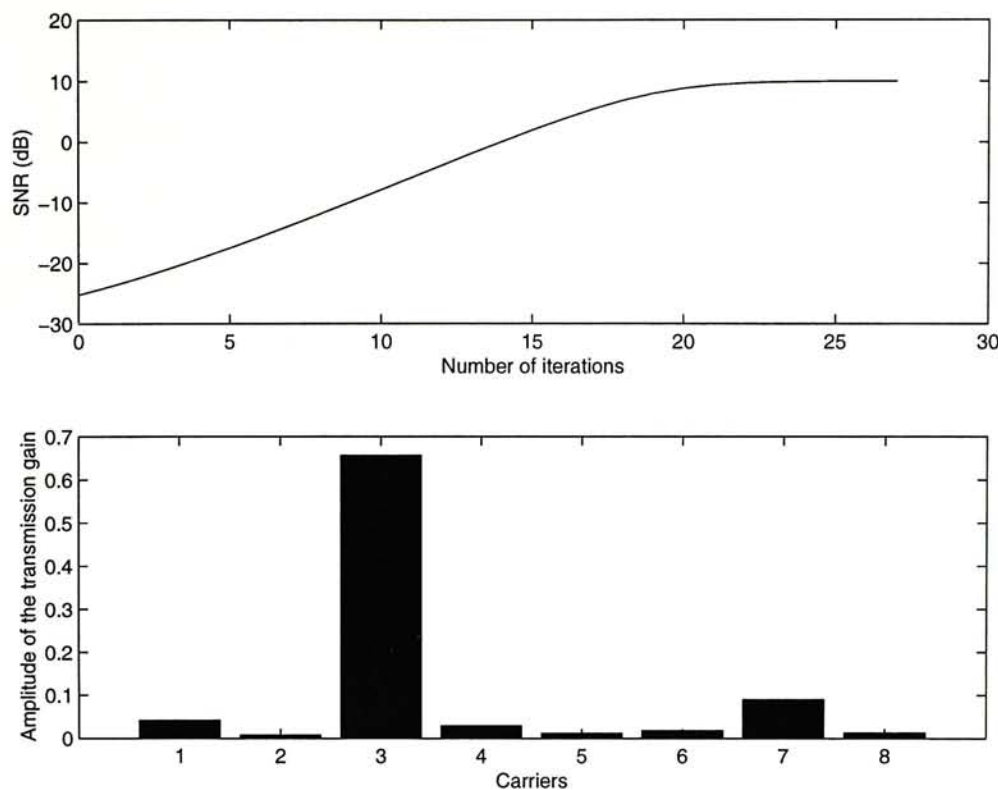 20
10
0
−10
−20
−30
SNR (dB)
0 5 10 15 20 25 30
Number of iterations
0.7
0.6
0.5
0.4
0.3
0.2
0.1
0
Amplitude of the transmission gain
1 2 3 4 5 6 7 8
Carriers